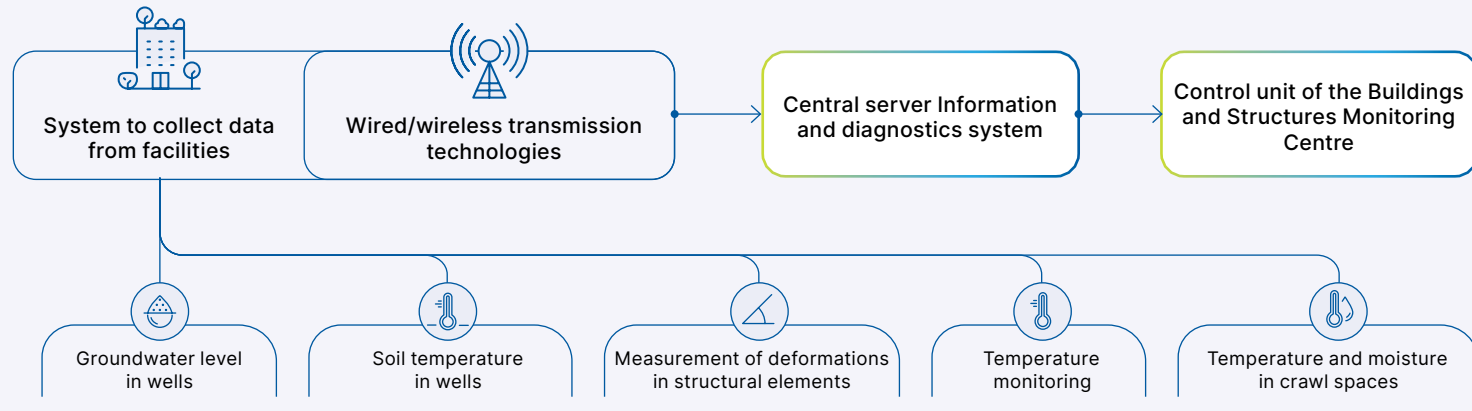 System to collect data
from facilities
Wired/wireless transmission
technologies
Central server Information
and diagnostics system
Control unit of the Buildings
and Structures Monitoring
Centre
Groundwater level
in wells
Soil temperature
in wells
Measurement of deformations
in structural elements
Temperature
monitoring
Temperature and moisture
in crawl spaces